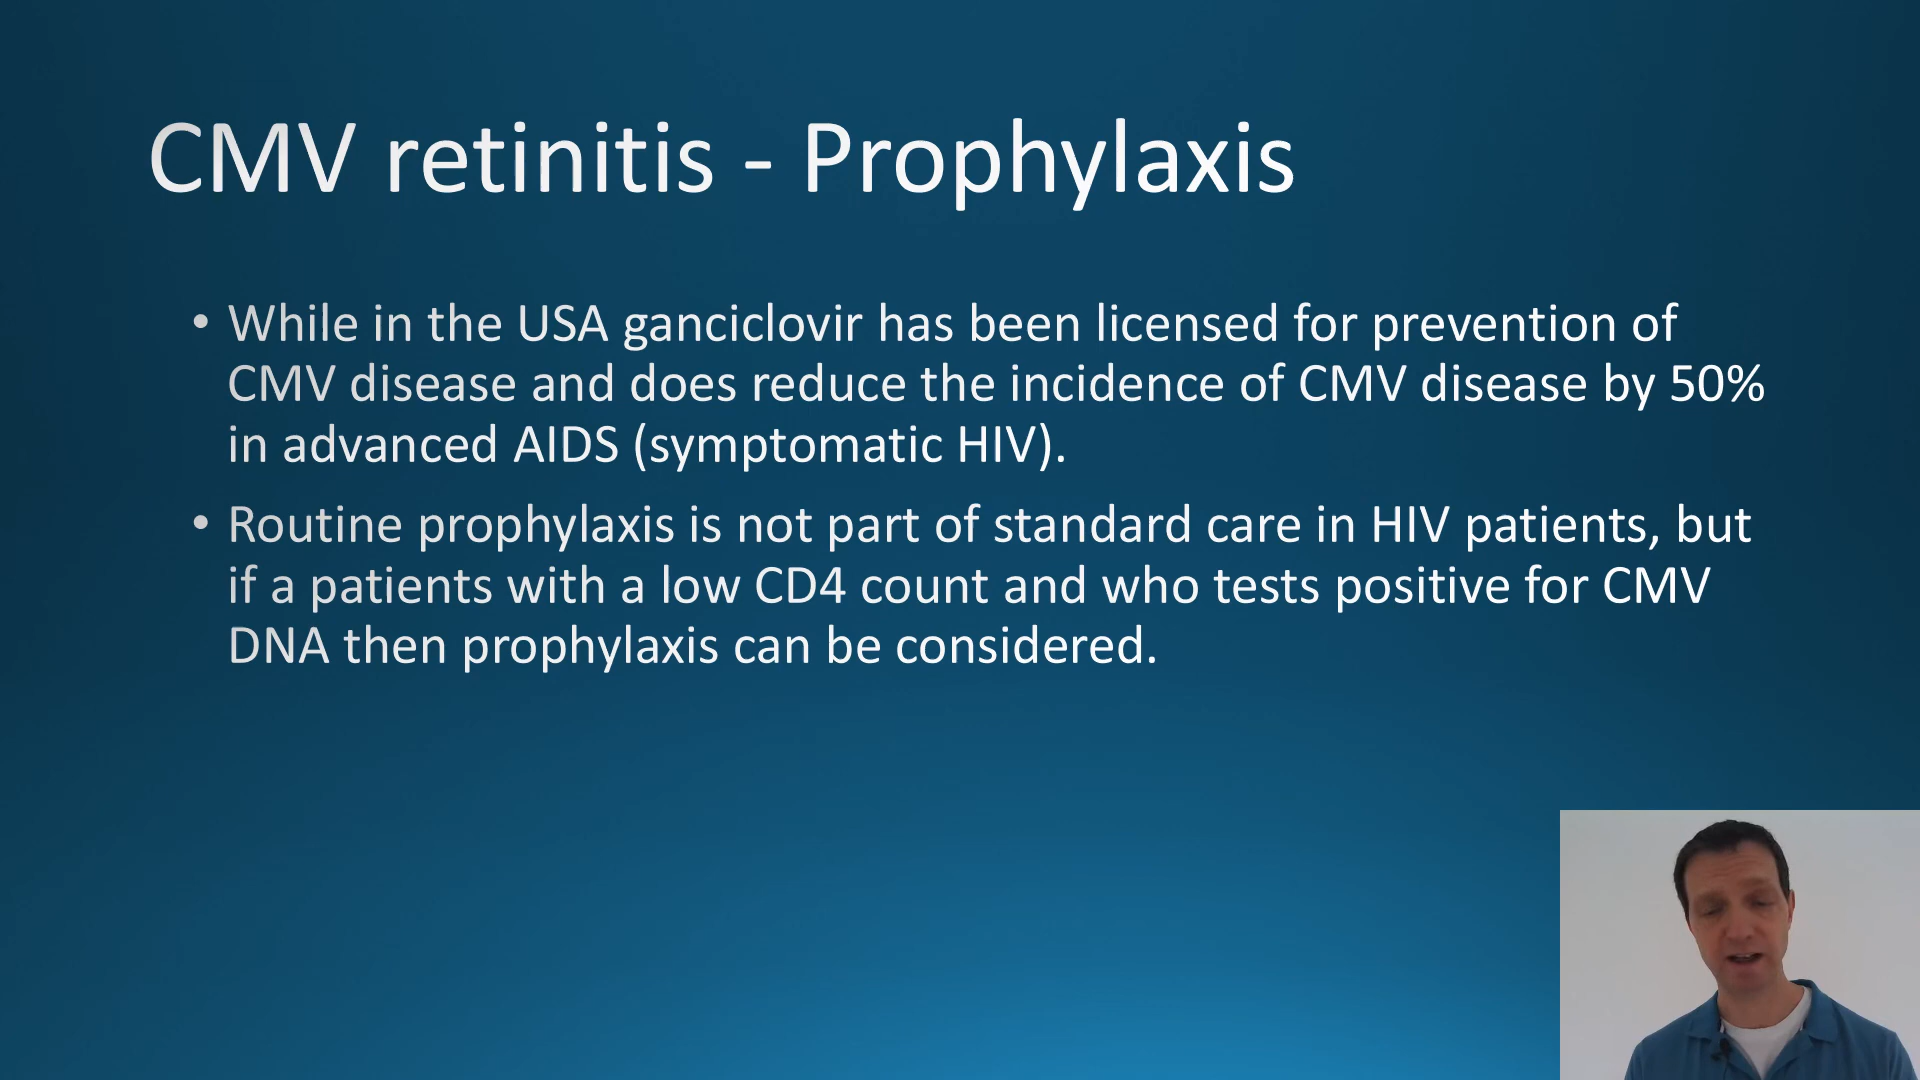 CMV retinitis - Prophylaxis
• While in the USA ganciclovir has been licensed for prevention of
CMV disease and does reduce the incidence of CMV disease by 50%
in advanced AIDS (symptomatic HIV).
• Routine prophylaxis is not part of standard care in HIV patients, but
if a patients with a low CD4 count and who tests positive for CMV
DNA then prophylaxis can be considered.